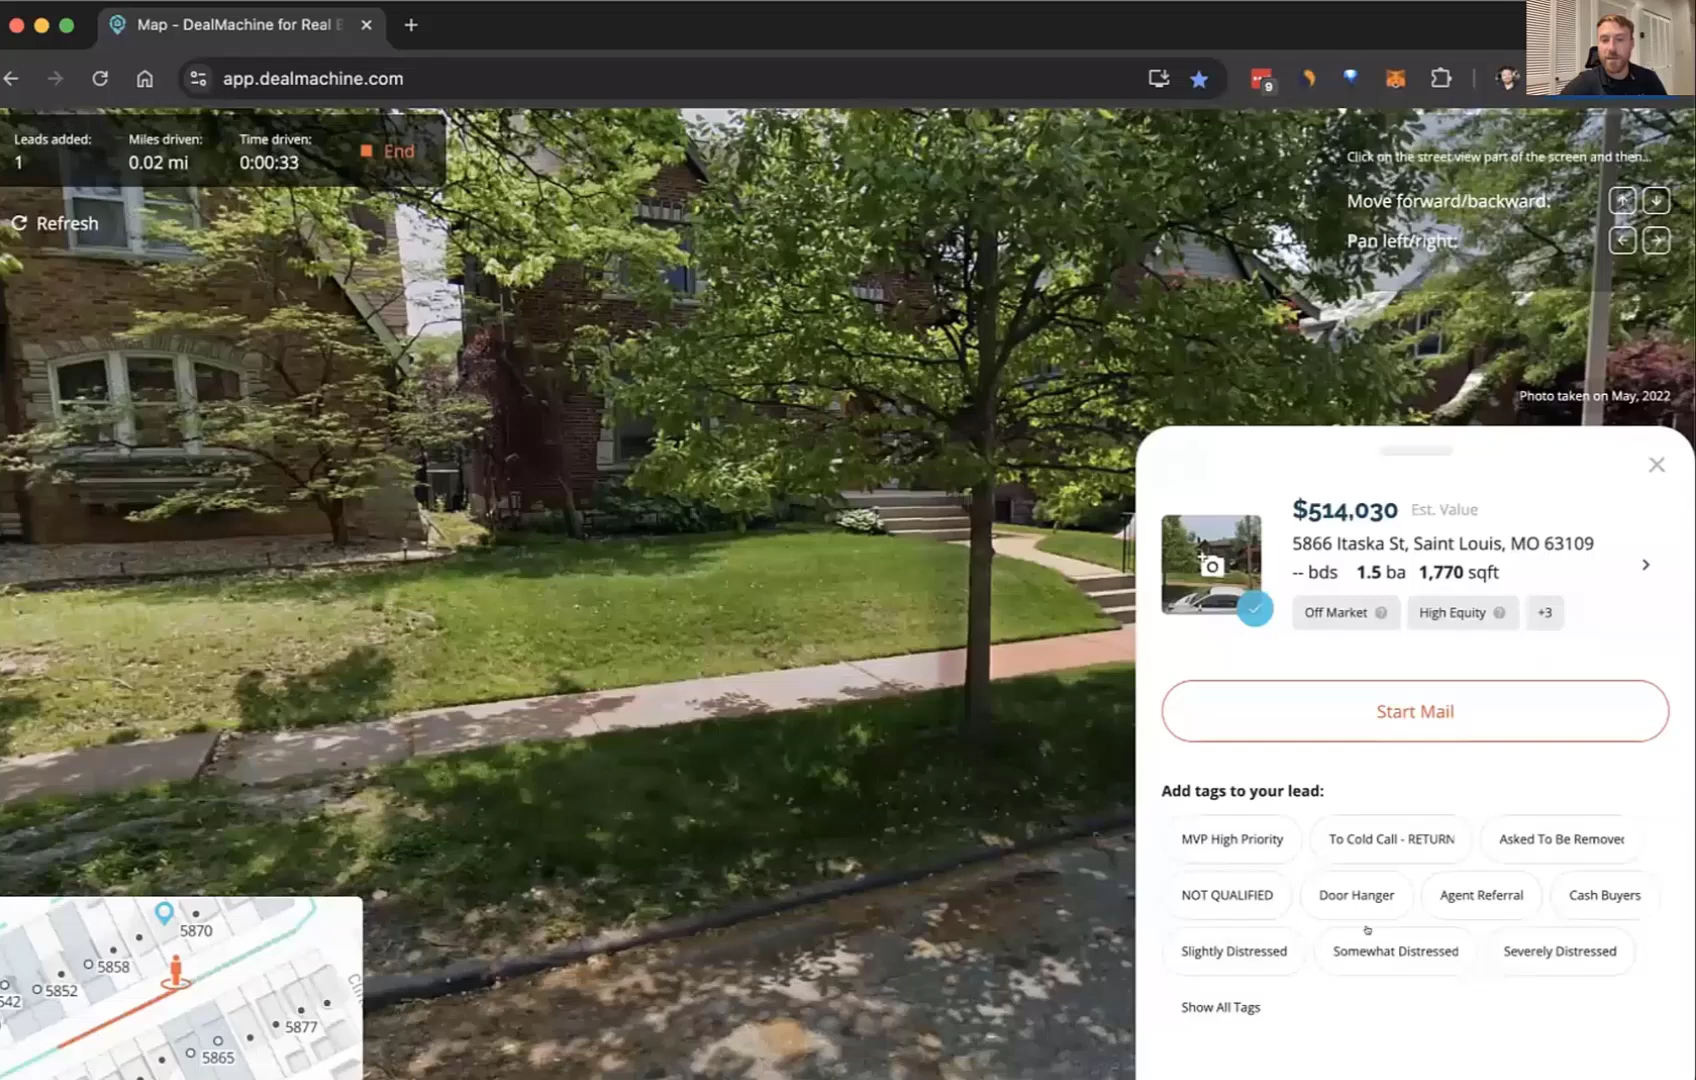 Map - DealMachine for Real E
app.dealmachine.com
9
Leads added:
1
Miles driven:
0.02 mi
Time driven:
0:00:33
End
Refresh
Click on the street view part of the screen and then...
Move forward/backward:
Pan left/right:
Photo taken on May, 2022
$514,030 Est. Value
5866 Itaska St, Saint Louis, MO 63109
-- bds 1.5 ba 1,770 sqft
Off Market ? High Equity ? +3
Start Mail
Add tags to your lead:
MVP High Priority To Cold Call - RETURN Asked To Be Remove
NOT QUALIFIED Door Hanger Agent Referral Cash Buyers
Slightly Distressed Somewhat Distressed Severely Distressed
Show All Tags
5870
5858
5852
542
5877
5865